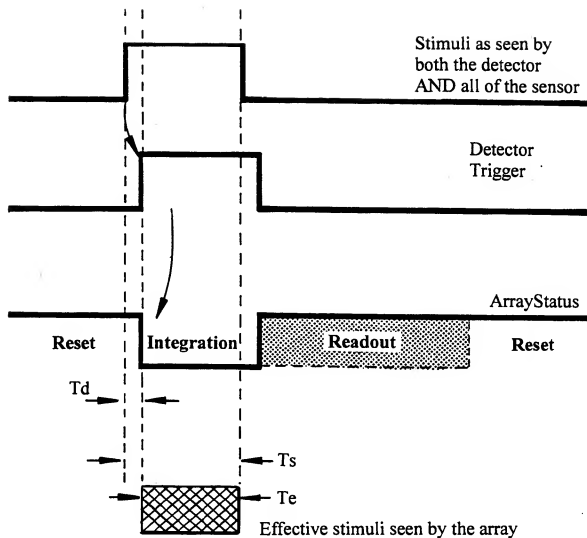 Stimuli as seen by
both the detector
AND all of the sensor
Detector
Trigger
ArrayStatus
Reset
Integration
Readout
Reset
Td
Ts
Te
Effective stimuli seen by the array